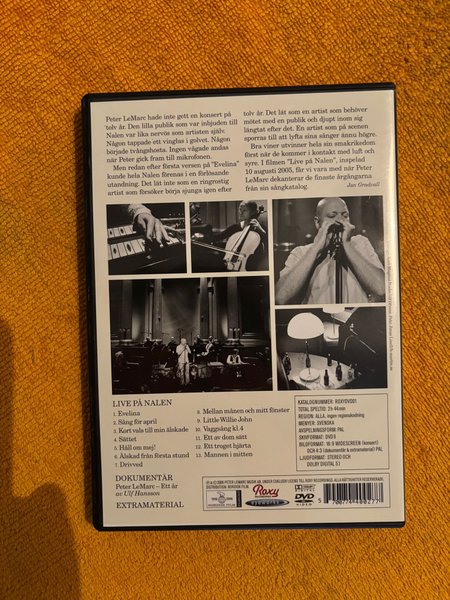 Peter LeMarc hade inte gett en konsert på
tolv år. Den lilla publik som var inbjuden till
Nalen var lika nervös som artisten själv.
Någon tappade ett vinglas i golvet. Någon
började tvångshosta. Ingen vågade andas
när Peter gick fram till mikrofonen.
Men redan efter första versen på "Evelina"
kunde hela Nalen förenas i en förlösande
utandning. Det lät inte som en ringrostig
artist som försöker börja sjunga igen efter
tolv år. Det lät som en artist som behöver
mötet med en publik och djupt inom sig
längtat efter det. En artist som på scenen
sporras till att lyfta sina sånger ännu högre.
Bra viner utvinner hela sin smakrikedom
först när de kommer i kontakt med luft och
syre. I filmen "Live på Nalen", inspelad
10 augusti 2005, får vi vara med när Peter
LeMarc dekanterar de finaste årgångarna
från sin sångkatalog.
Jan Gradvall
LIVE PÅ NALEN
1. Evelina
2. Sång för april
3. Kort vals till min älskade
4. Sättet
5. Håll om mej!
6. Älskad från första stund
7. Drivved
8. Mellan månen och mitt fönster
9. Little Willie John
10. Vaggsång kl.4
11. Ett av dom sätt
12. Ett troget hjärta
13. Mannen i mitten
DOKUMENTÄR
Peter LeMarc – Ett år
av Ulf Hansson
EXTRAMATERIAL
KATALOGNUMMER: ROXYDVD01
TOTAL SPELTID: 2t 44min
REGION: ALLA, ingen regionskodning
MENYER: SVENSKA
AVSPELNINGSFORM: PAL
SKIVFORMAT: DVD 9
BILDFORMAT: 16:9 WIDESCREEN (konsert)
OCH 4:3 (dokumentär & extramaterial) PAL
LJUDFORMAT: STEREO OCH
DOLBY DIGITAL 5.1
Roxy
DVD
VIDEO